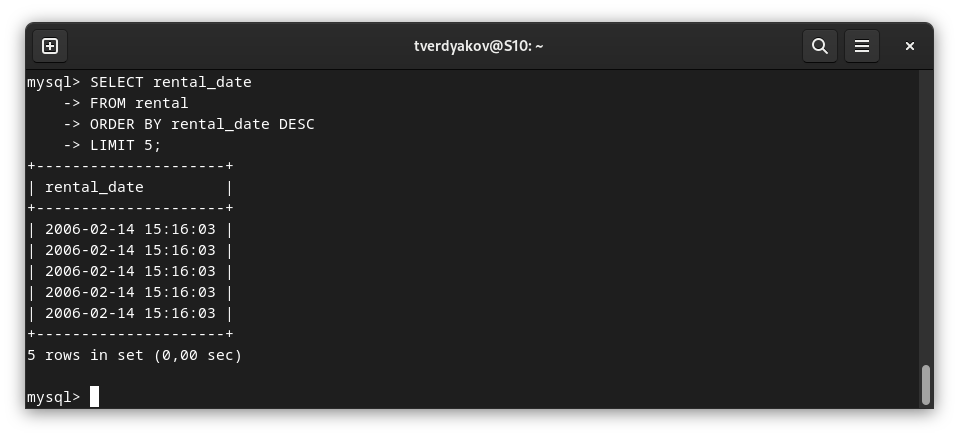 tverdyakov@S10: ~
mysql> SELECT rental_date
    -> FROM rental
    -> ORDER BY rental_date DESC
    -> LIMIT 5;
+---------------------+
| rental_date         |
+---------------------+
| 2006-02-14 15:16:03 |
| 2006-02-14 15:16:03 |
| 2006-02-14 15:16:03 |
| 2006-02-14 15:16:03 |
| 2006-02-14 15:16:03 |
+---------------------+
5 rows in set (0,00 sec)
mysql>